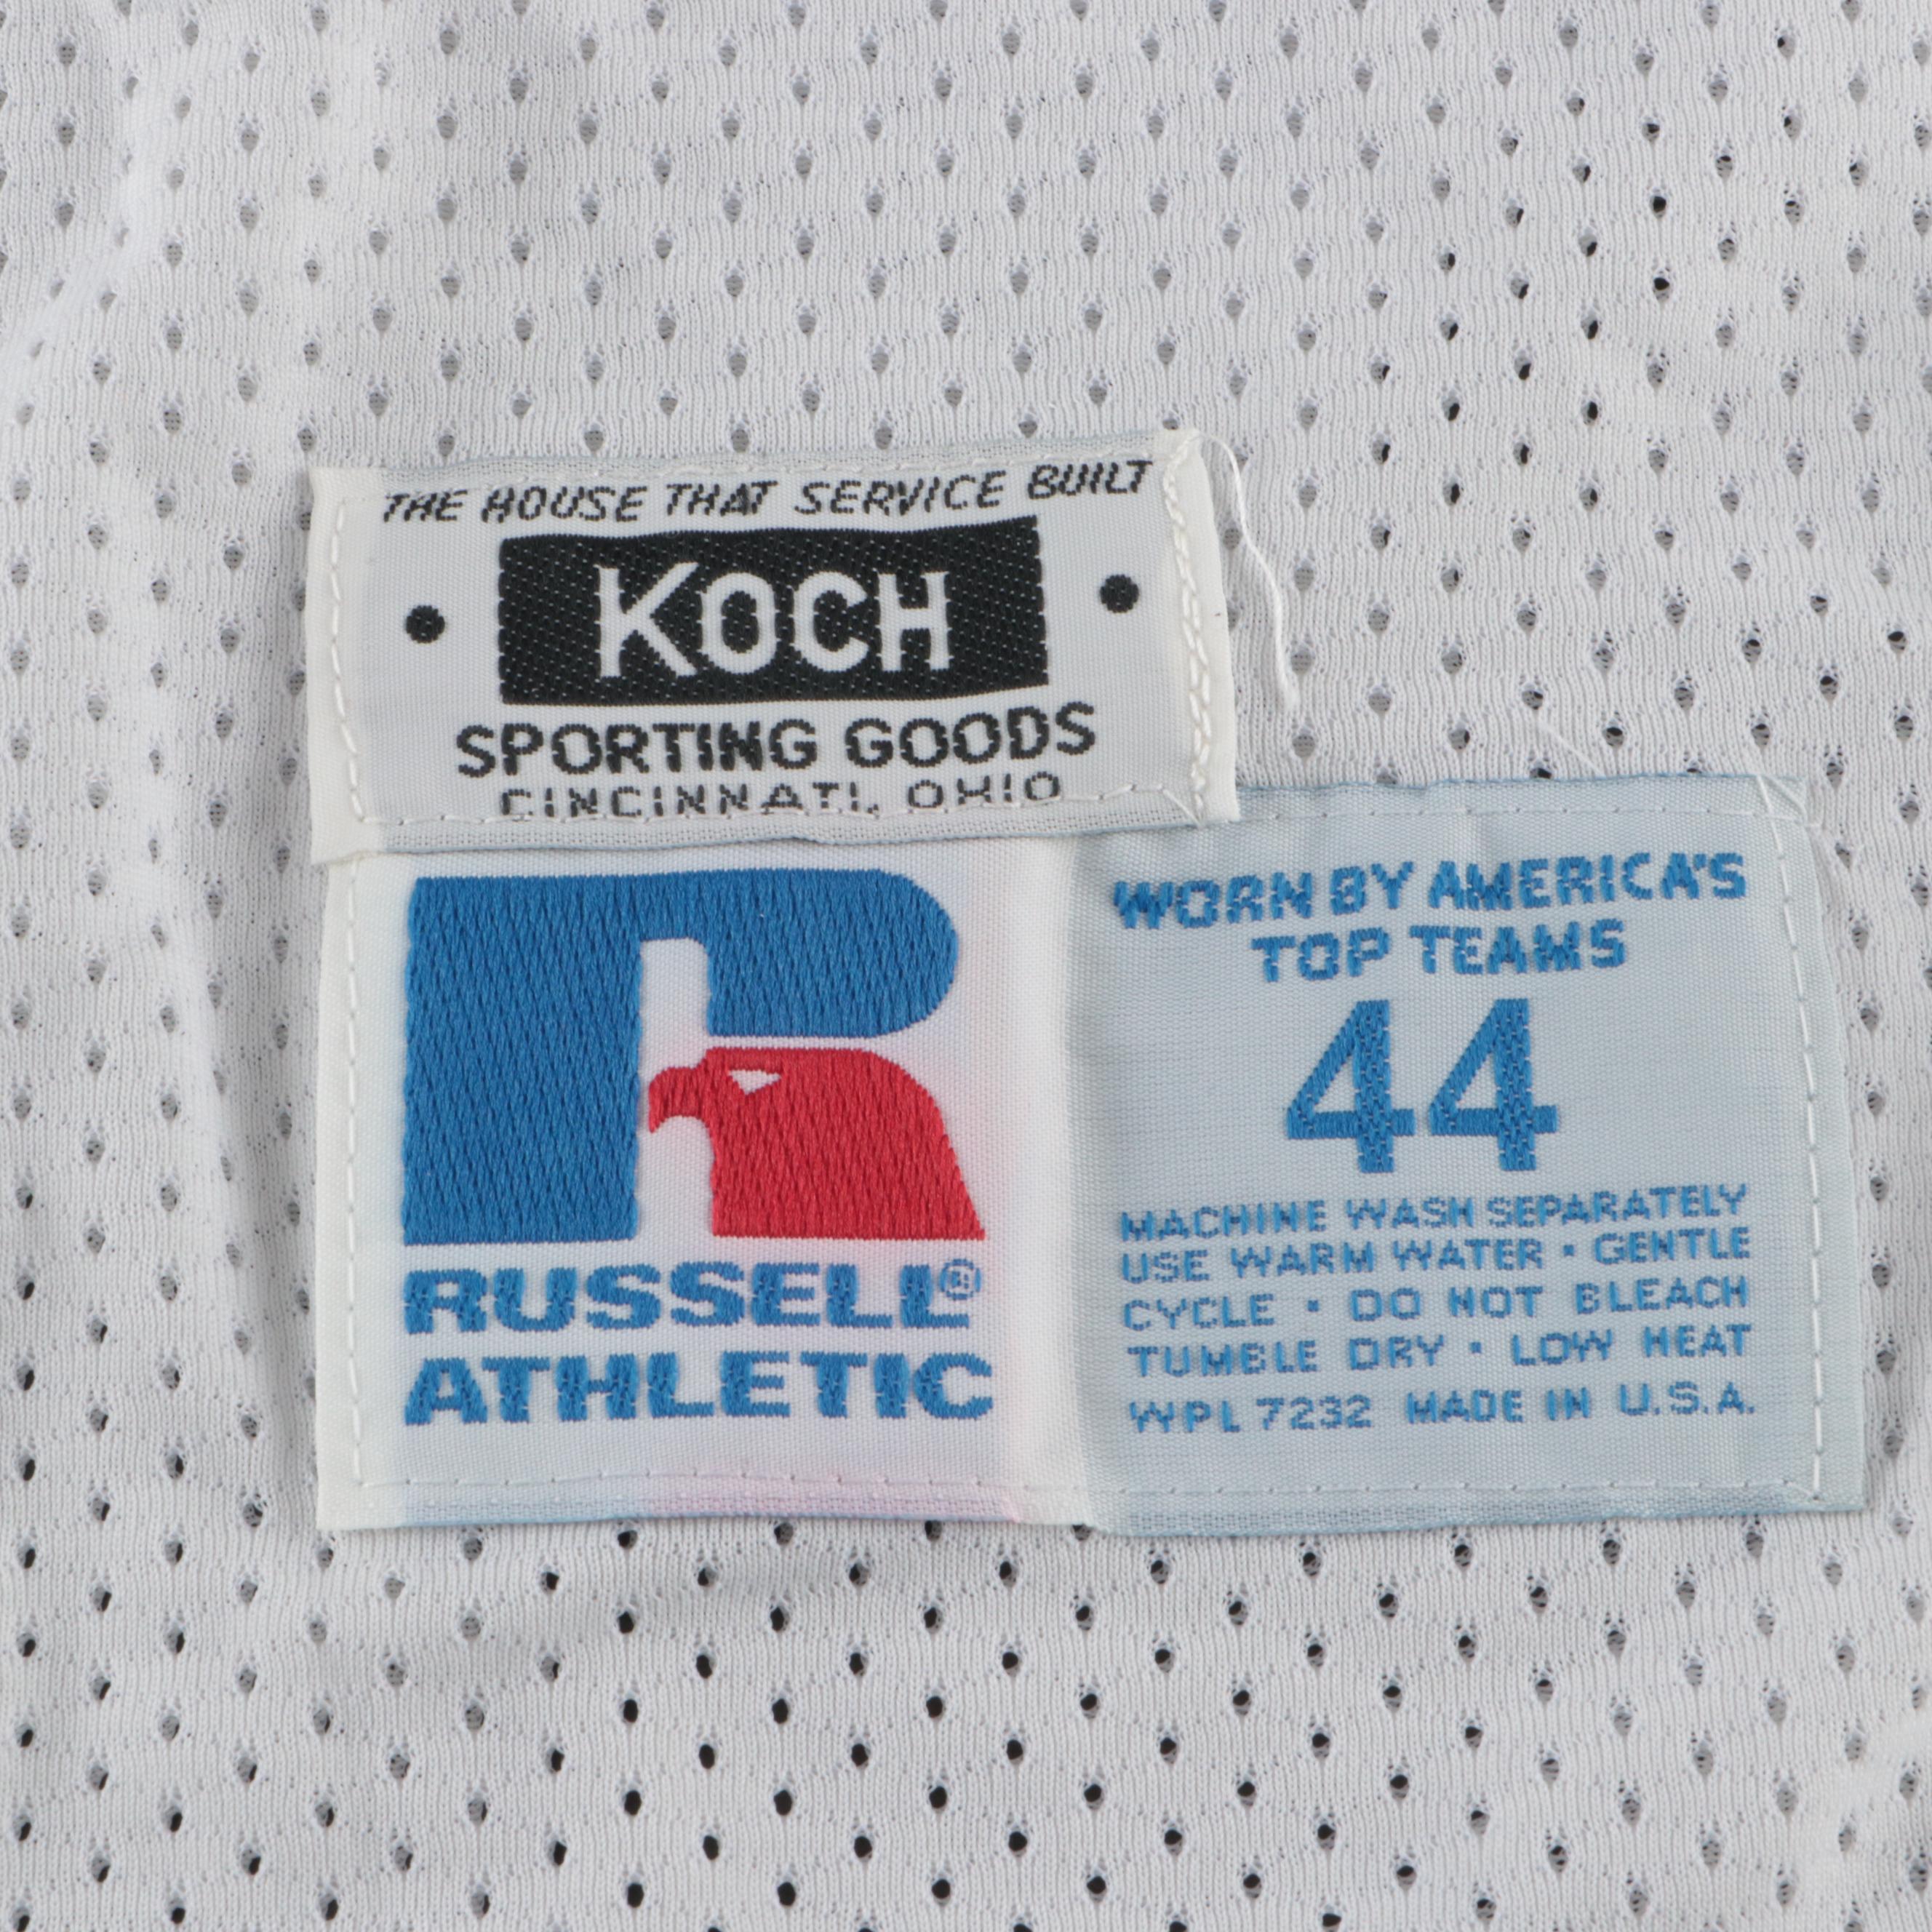 THE HOUSE THAT SERVICE BUILT
• KOCH •
SPORTING GOODS
CINCINNATI, OHIO
RUSSELL®
ATHLETIC
WORN BY AMERICA'S
TOP TEAMS
44
MACHINE WASH SEPARATELY
USE WARM WATER • GENTLE
CYCLE • DO NOT BLEACH
TUMBLE DRY • LOW HEAT
WPL 7232 MADE IN U.S.A.